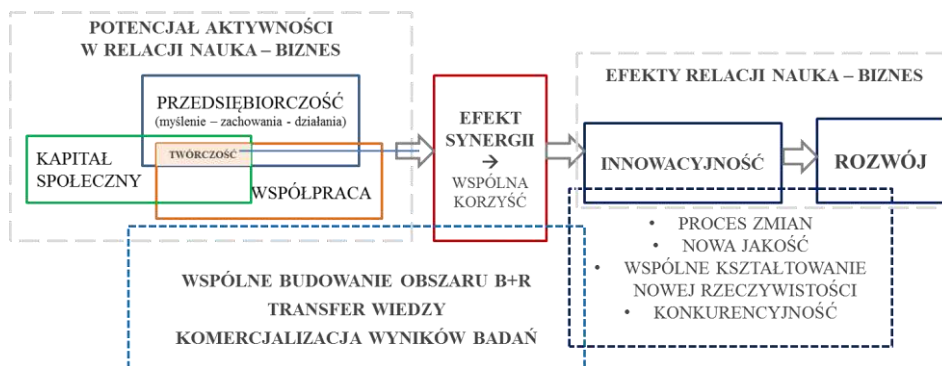 POTENCJAŁ AKTYWNOŚCI
W RELACJI NAUKA – BIZNES
PRZEDSIĘBIORCZOŚĆ
(myślenie – zachowania - działania)
KAPITAŁ
SPOŁECZNY
TWÓRCZOŚĆ
WSPÓŁPRACA
EFEKT
SYNERGII
→
WSPÓLNA
KORZYŚĆ
EFEKTY RELACJI NAUKA – BIZNES
INNOWACYJNOŚĆ
ROZWÓJ
• PROCES ZMIAN
• NOWA JAKOŚĆ
• WSPÓLNE KSZTAŁTOWANIE
NOWEJ RZECZYWISTOŚCI
• KONKURENCYJNOŚĆ
WSPÓLNE BUDOWANIE OBSZARU B+R
TRANSFER WIEDZY
KOMERCJALIZACJA WYNIKÓW BADAŃ